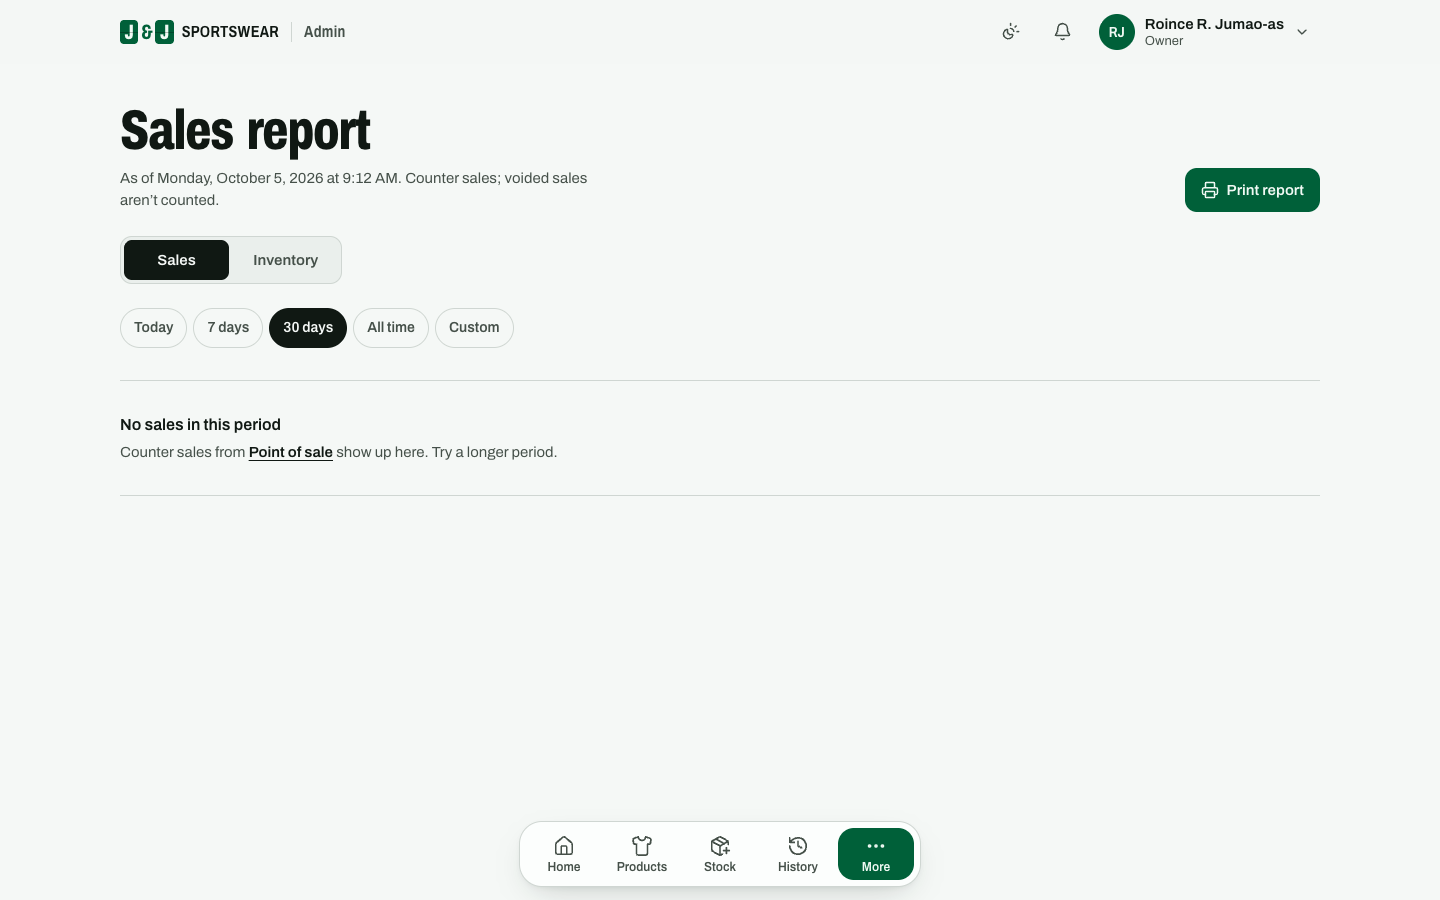 J & J SPORTSWEAR
Admin
RJ
Roince R. Jumao-as
Owner
Sales report
As of Monday, October 5, 2026 at 9:12 AM. Counter sales; voided sales
aren’t counted.
Print report
Sales
Inventory
Today
7 days
30 days
All time
Custom
No sales in this period
Counter sales from Point of sale show up here. Try a longer period.
Home
Products
Stock
History
More